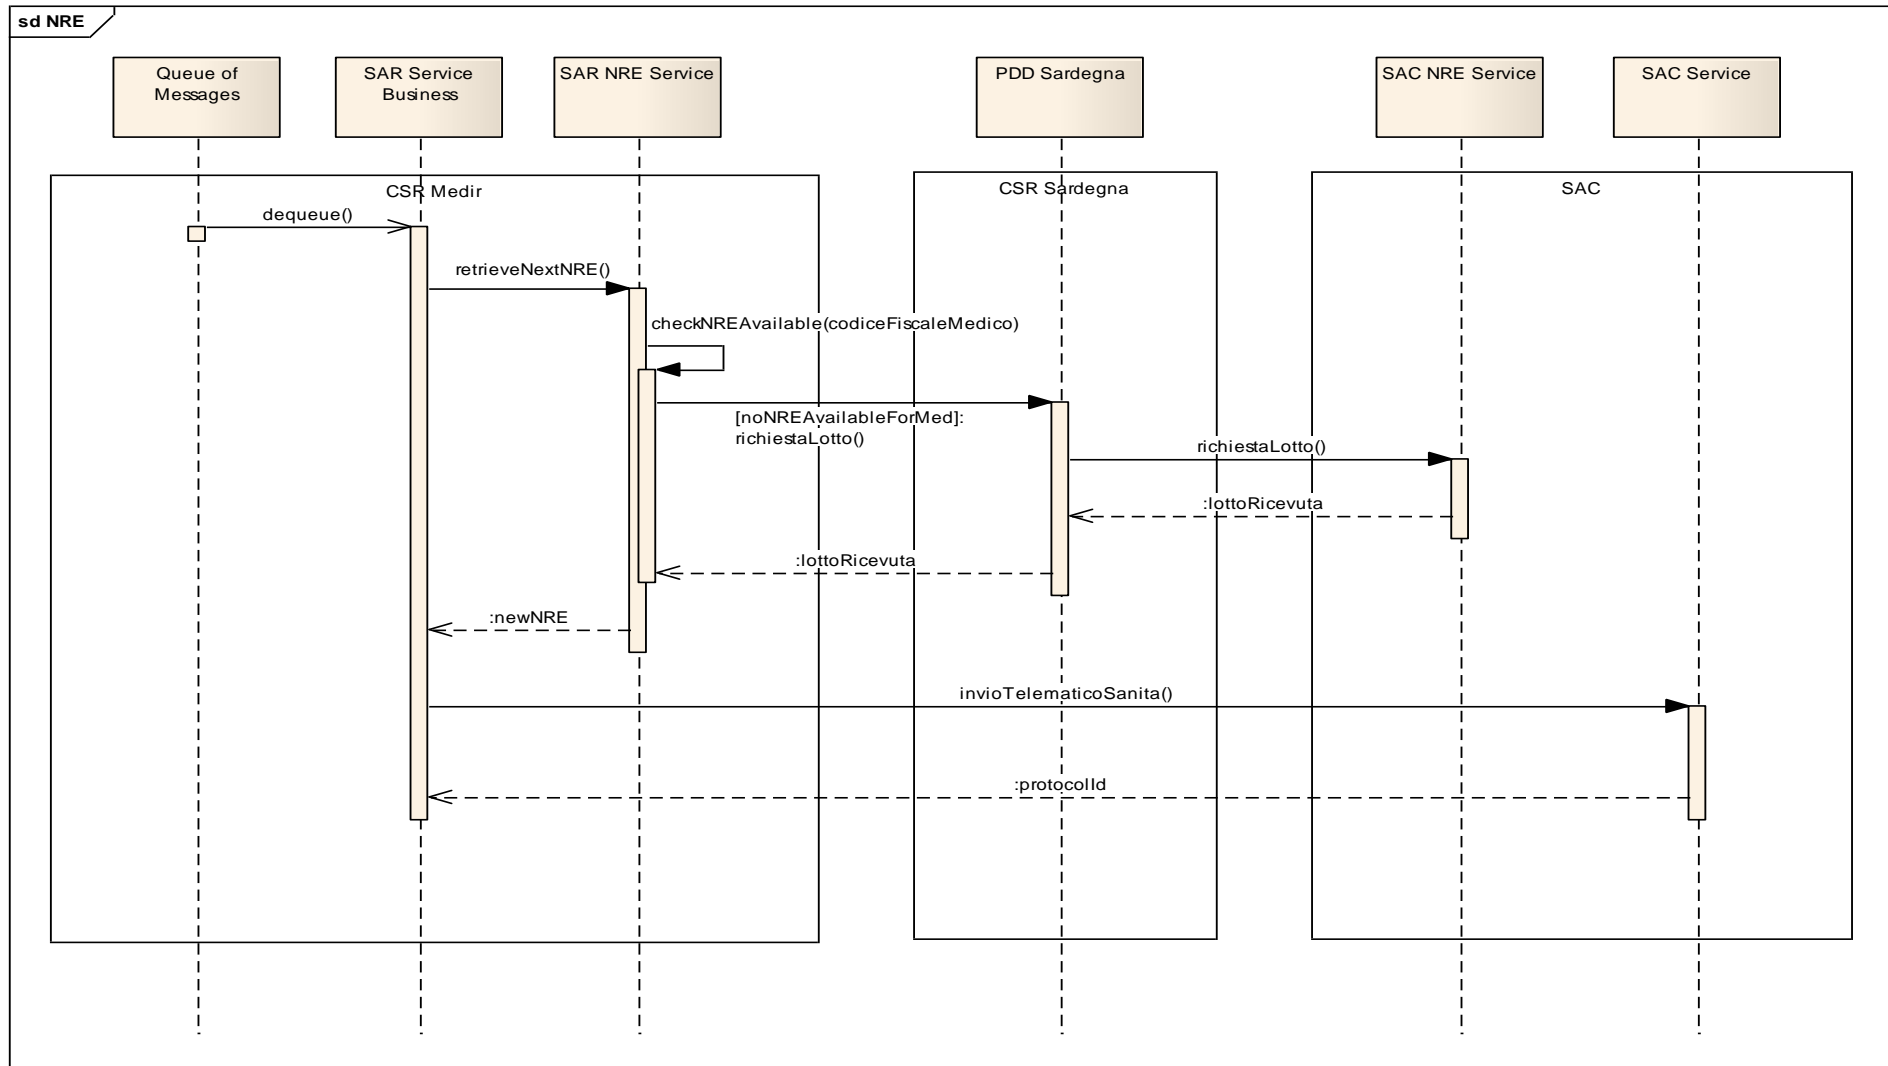 sd NRE
Queue of
Messages
SAR Service
Business
SAR NRE Service
PDD Sardegna
SAC NRE Service
SAC Service
CSR Medir
CSR Sardegna
SAC
dequeue()
retrieveNextNRE()
checkNREAvailable(codiceFiscaleMedico)
[noNREAvailableForMed]:
richiestaLotto()
richiestaLotto()
:lottoRicevuta
:lottoRicevuta
:newNRE
invioTelematicoSanita()
:protocolId